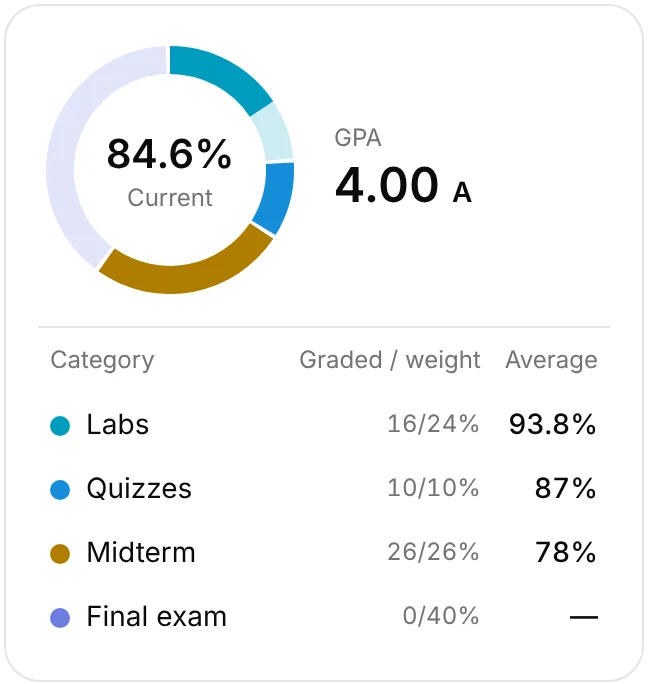 84.6%
Current
GPA
4.00 A
Category Graded / weight Average
Labs 16/24% 93.8%
Quizzes 10/10% 87%
Midterm 26/26% 78%
Final exam 0/40% —